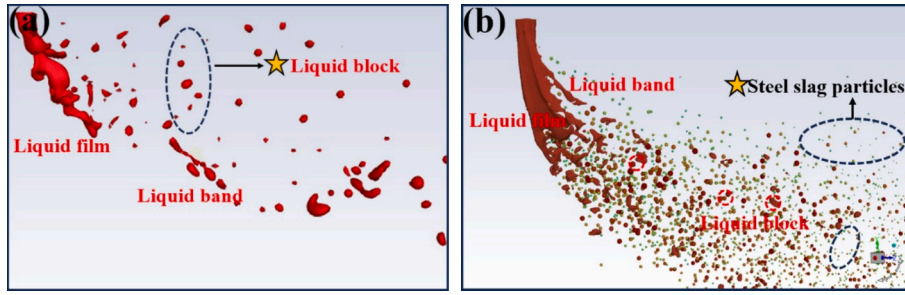 (a)
Liquid block
Liquid film
Liquid band
(b)
Liquid band
Steel slag particles
Liquid film
Liquid block